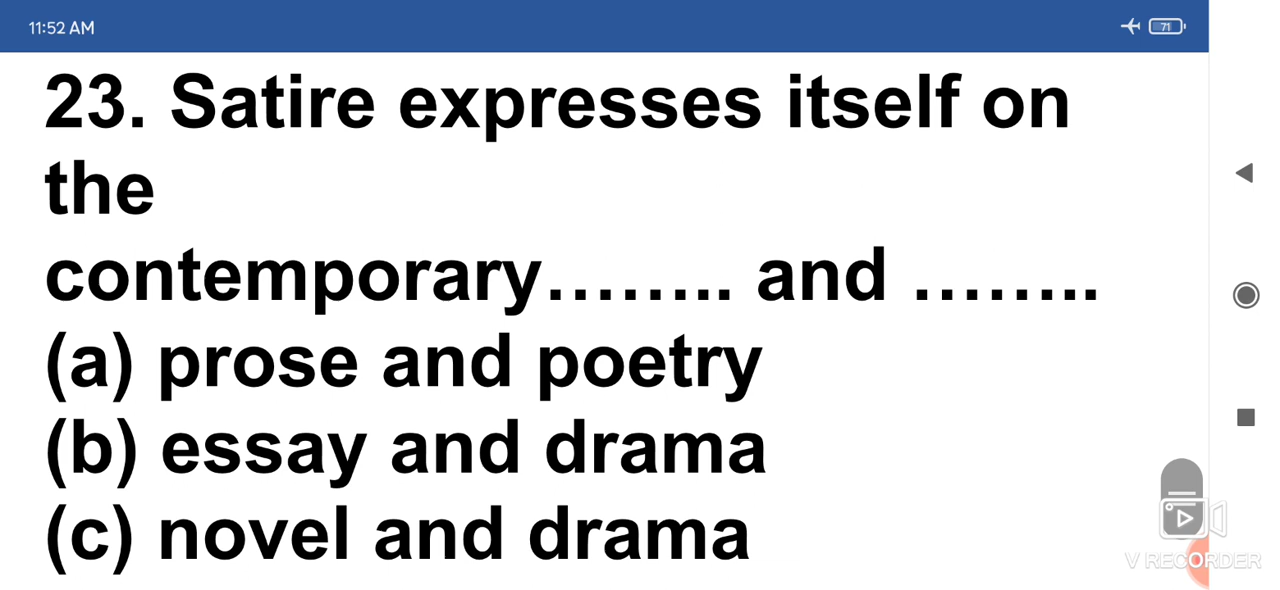 11:52 AM
71
23. Satire expresses itself on
the
contemporary…….. and ……..
(a) prose and poetry
(b) essay and drama
(c) novel and drama
V RECORDER